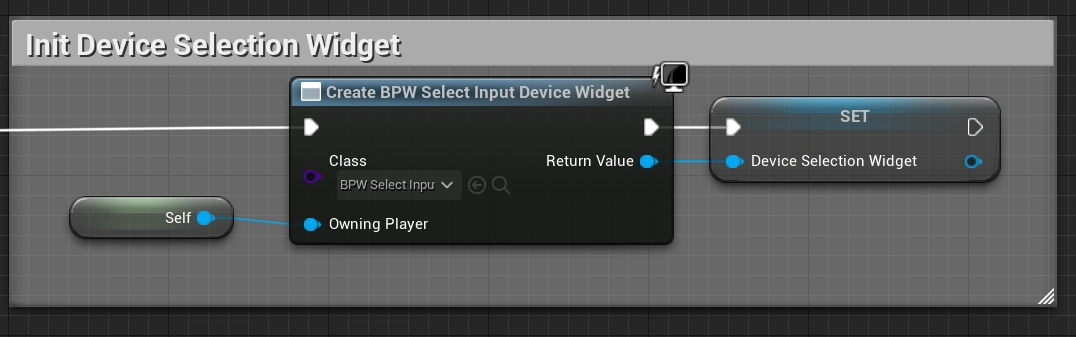 Init Device Selection Widget
Create BPW Select Input Device Widget
SET
Class
Return Value
Device Selection Widget
BPW Select Inpur
Self
Owning Player